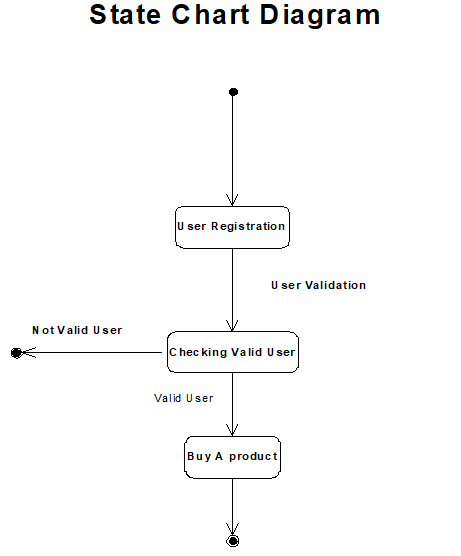 State Chart Diagram
User Registration
User Validation
Not Valid User
Checking Valid User
Valid User
Buy A product